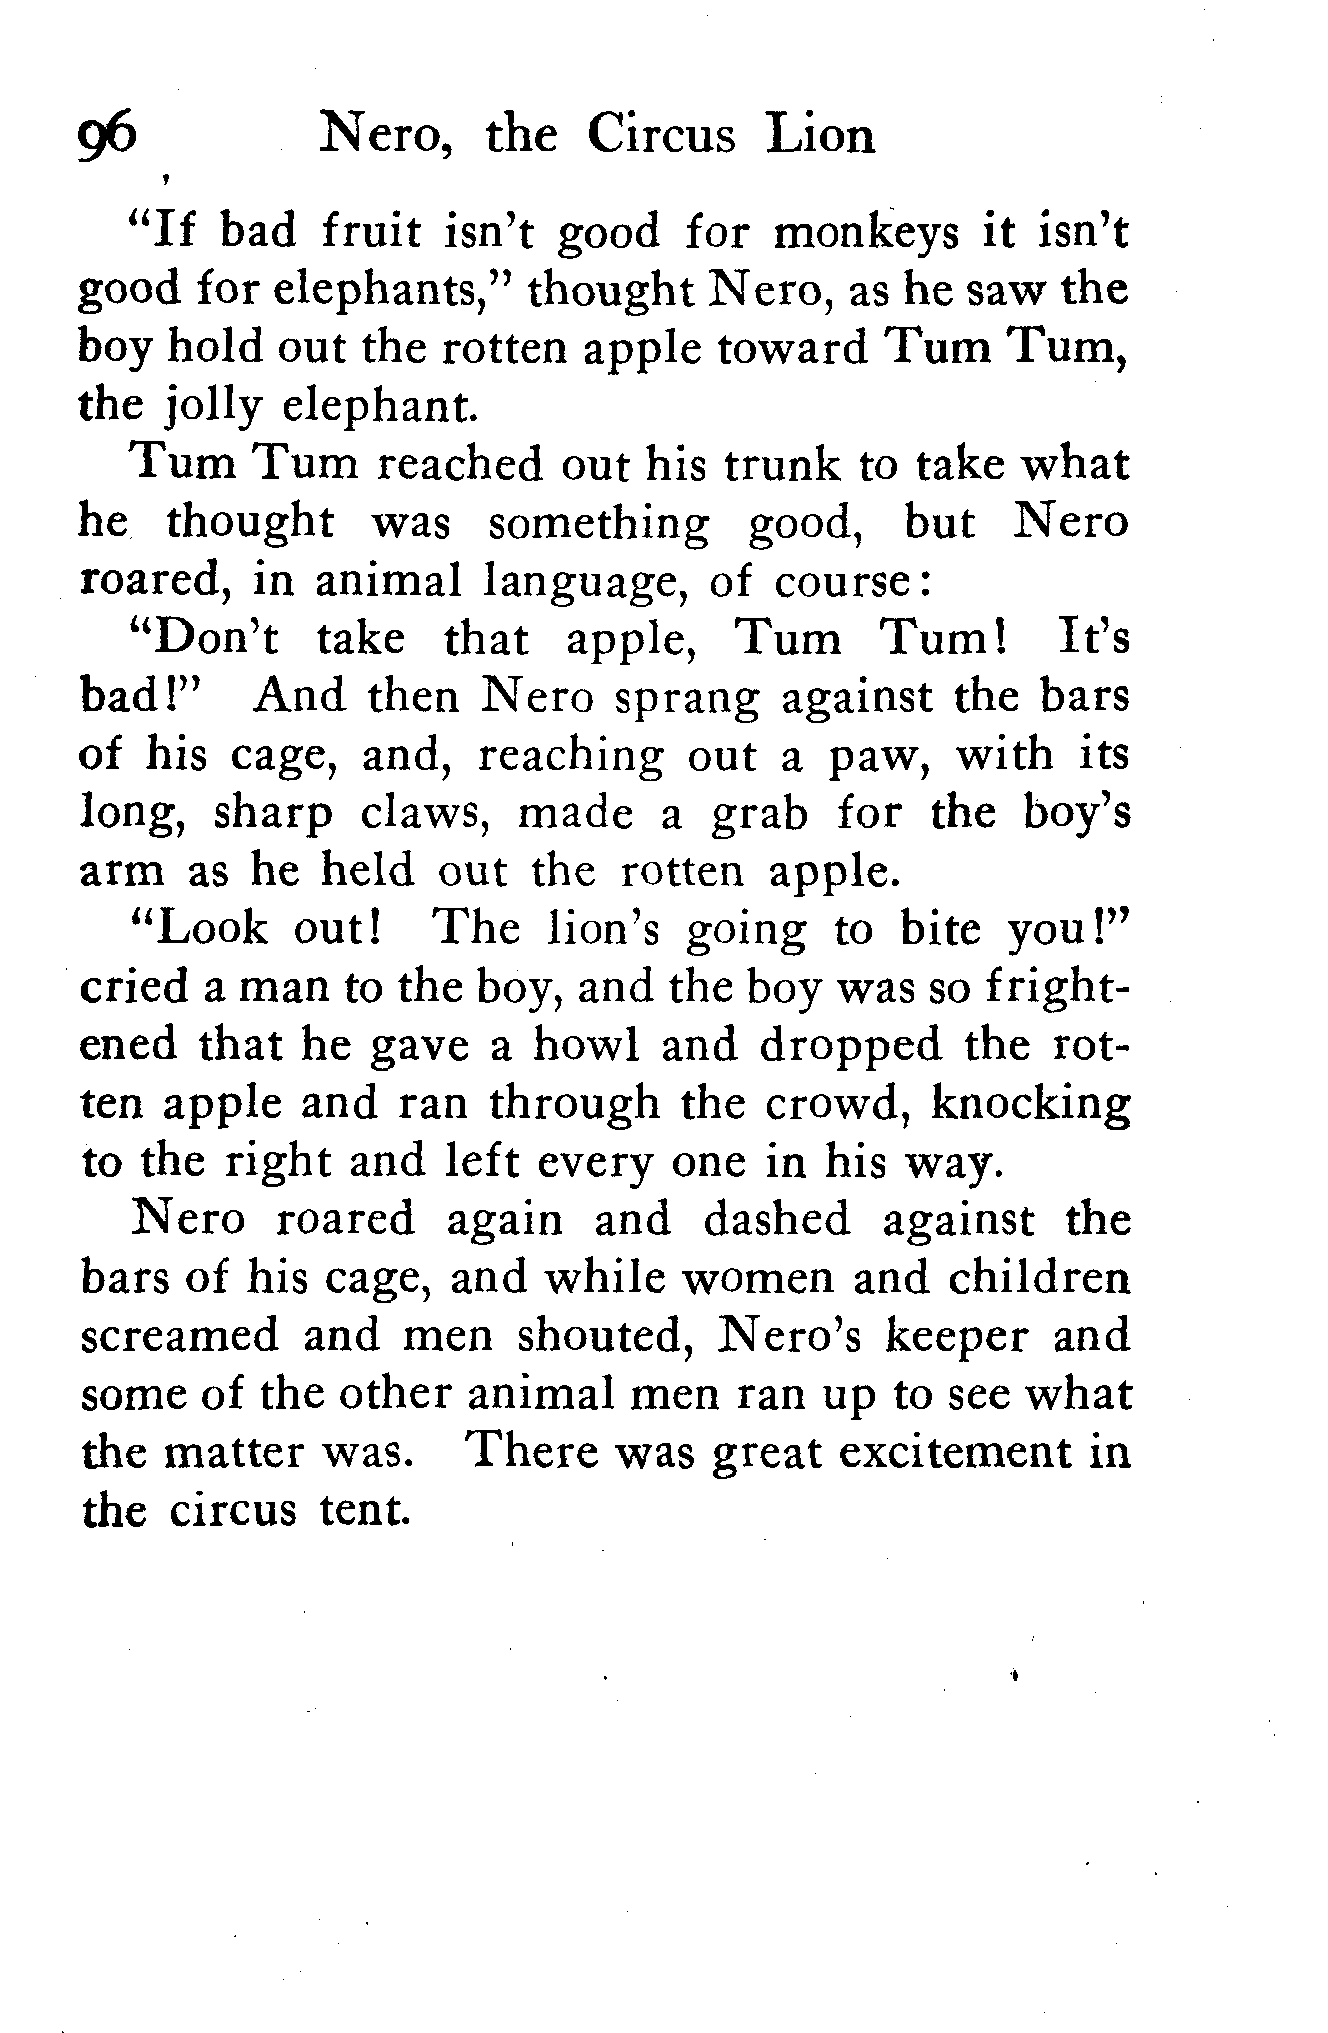 96 Nero, the Circus Lion
“If bad fruit isn’t good for monkeys it isn’t
good for elephants,” thought Nero, as he saw the
boy hold out the rotten apple toward Tum Tum,
the jolly elephant.
Tum Tum reached out his trunk to take what
he thought was something good, but Nero
roared, in animal language, of course:
“Don’t take that apple, Tum Tum! It’s
bad!” And then Nero sprang against the bars
of his cage, and, reaching out a paw, with its
long, sharp claws, made a grab for the boy’s
arm as he held out the rotten apple.
“Look out! The lion’s going to bite you!”
cried a man to the boy, and the boy was so fright-
ened that he gave a howl and dropped the rot-
ten apple and ran through the crowd, knocking
to the right and left every one in his way.
Nero roared again and dashed against the
bars of his cage, and while women and children
screamed and men shouted, Nero’s keeper and
some of the other animal men ran up to see what
the matter was. There was great excitement in
the circus tent.